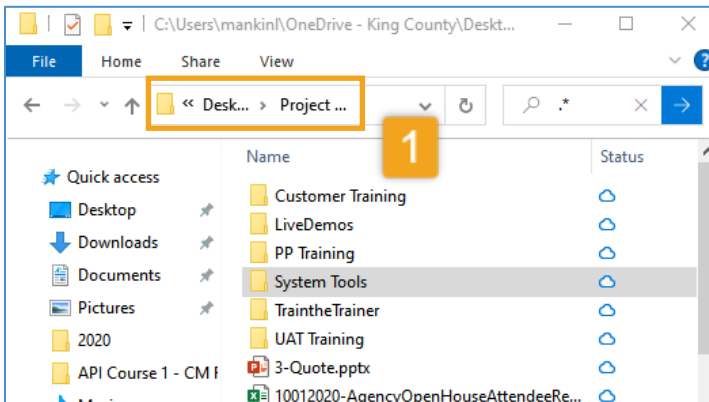 C:\Users\mankinl\OneDrive - King County\Deskt...
File Home Share View ?
« Desk... › Project ... .*
1
Name Status
Quick access
Desktop
Downloads
Documents
Pictures
2020
API Course 1 - CM F
Customer Training
LiveDemos
PP Training
System Tools
TraintheTrainer
UAT Training
3-Quote.pptx
10012020-AgencyOpenHouseAttendeeRe...